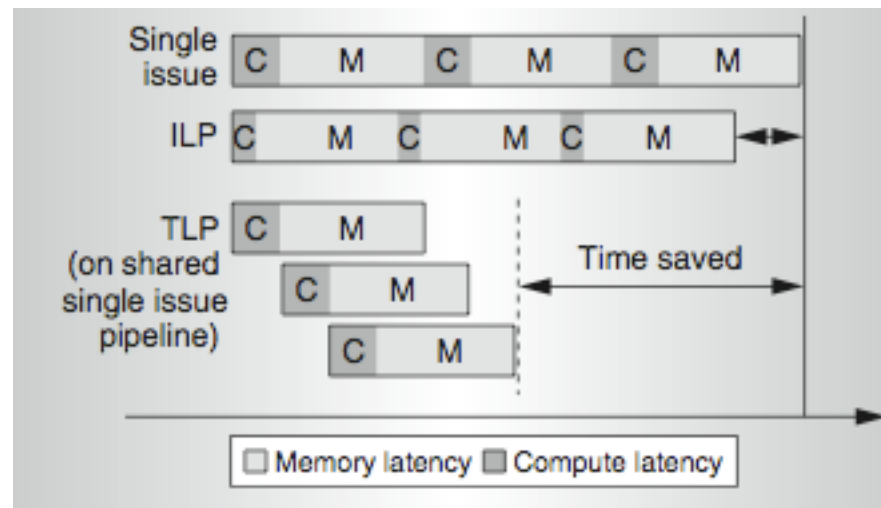 Single
issue
C M C M C M
ILP
C M C M C M
TLP
(on shared
single issue
pipeline)
C M
C M
C M
Time saved
Memory latency Compute latency